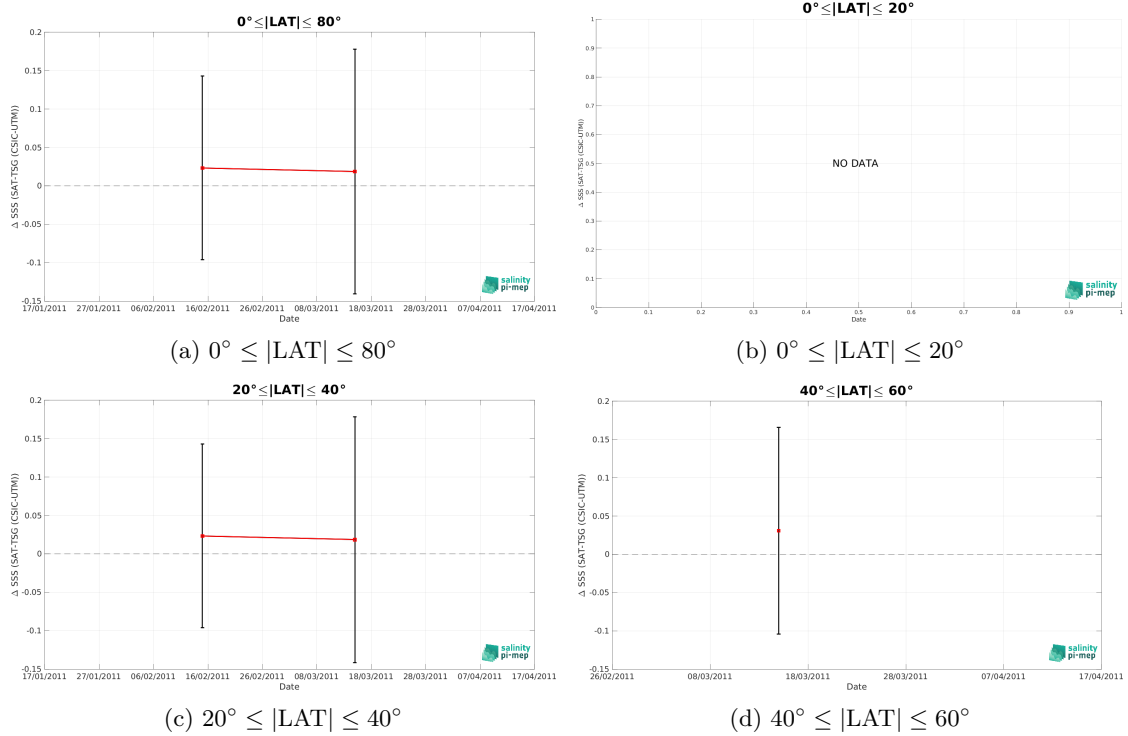 0°≤|LAT|≤ 80°
Δ SSS (SAT-TSG (CSIC-UTM))
0.2
0.15
0.1
0.05
0
-0.05
-0.1
-0.15
17/01/2011 27/01/2011 06/02/2011 16/02/2011 26/02/2011 08/03/2011 18/03/2011 28/03/2011 07/04/2011 17/04/2011
Date
salinity
pi-mep
(a) 0° ≤ |LAT| ≤ 80°
0°≤|LAT|≤ 20°
Δ SSS (SAT-TSG (CSIC-UTM))
1
0.9
0.8
0.7
0.6
0.5
0.4
0.3
0.2
0.1
0
NO DATA
0 0.1 0.2 0.3 0.4 0.5 0.6 0.7 0.8 0.9 1
Date
salinity
pi-mep
(b) 0° ≤ |LAT| ≤ 20°
20°≤|LAT|≤ 40°
Δ SSS (SAT-TSG (CSIC-UTM))
0.2
0.15
0.1
0.05
0
-0.05
-0.1
-0.15
17/01/2011 27/01/2011 06/02/2011 16/02/2011 26/02/2011 08/03/2011 18/03/2011 28/03/2011 07/04/2011 17/04/2011
Date
salinity
pi-mep
(c) 20° ≤ |LAT| ≤ 40°
40°≤|LAT|≤ 60°
Δ SSS (SAT-TSG (CSIC-UTM))
0.2
0.15
0.1
0.05
0
-0.05
-0.1
-0.15
26/02/2011 08/03/2011 18/03/2011 28/03/2011 07/04/2011 17/04/2011
Date
salinity
pi-mep
(d) 40° ≤ |LAT| ≤ 60°